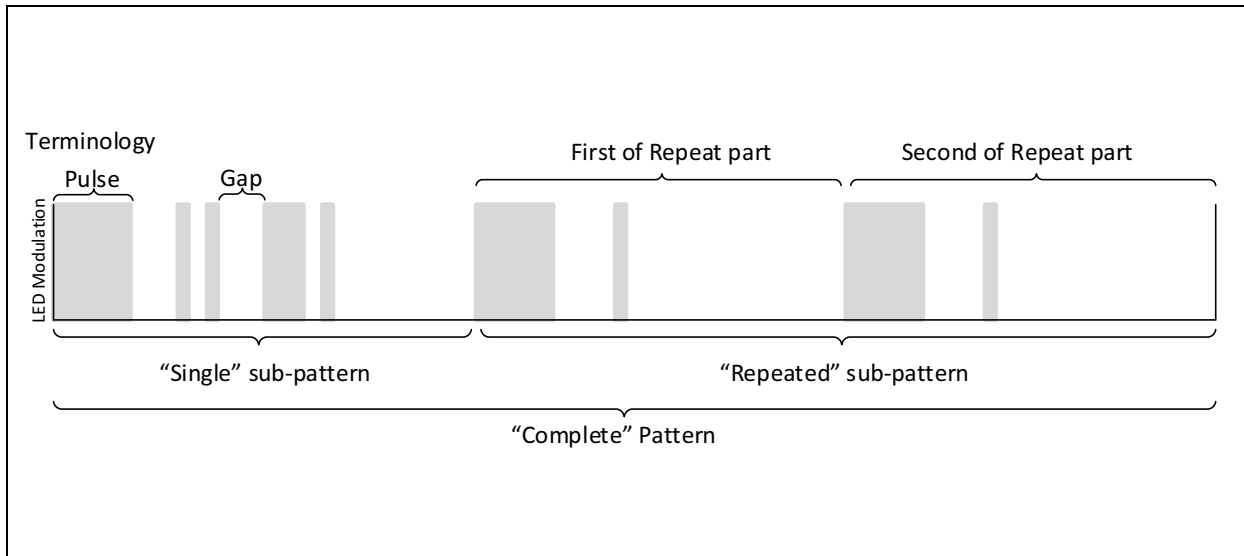 Terminology
First of Repeat part
Second of Repeat part
Pulse
Gap
LED Modulation
“Single” sub-pattern
“Repeated” sub-pattern
“Complete” Pattern